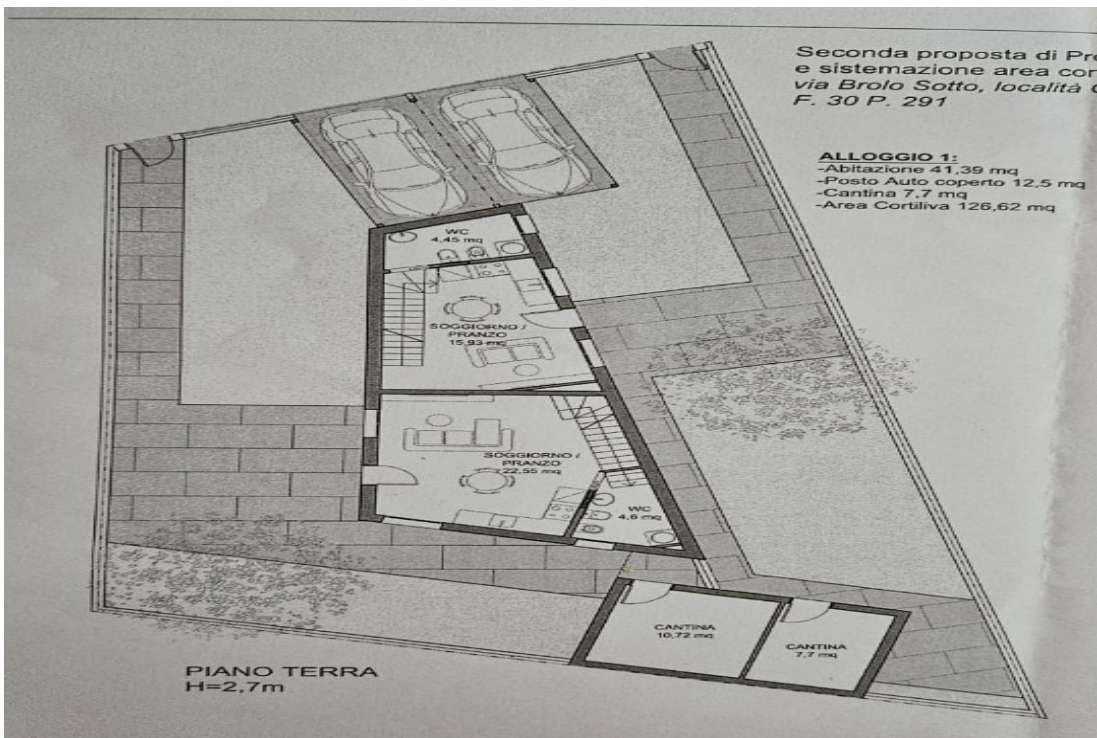 Seconda proposta di
e sistemazione area
via Brolo Sotto, località
F. 30 P. 291
ALLOGGIO 1:
-Abitazione 41,39 mq
-Posto Auto coperto 12,5 mq
-Cantina 7,7 mq
-Area Cortiliva 126,62 mq
WC
4,45 mq
SOGGIORNO /
PRANZO
15,93 mq
SOGGIORNO /
PRANZO
22,55 mq
WC
4,6 mq
CANTINA
10,72 mq
CANTINA
7,7 mq
PIANO TERRA
H=2,7m